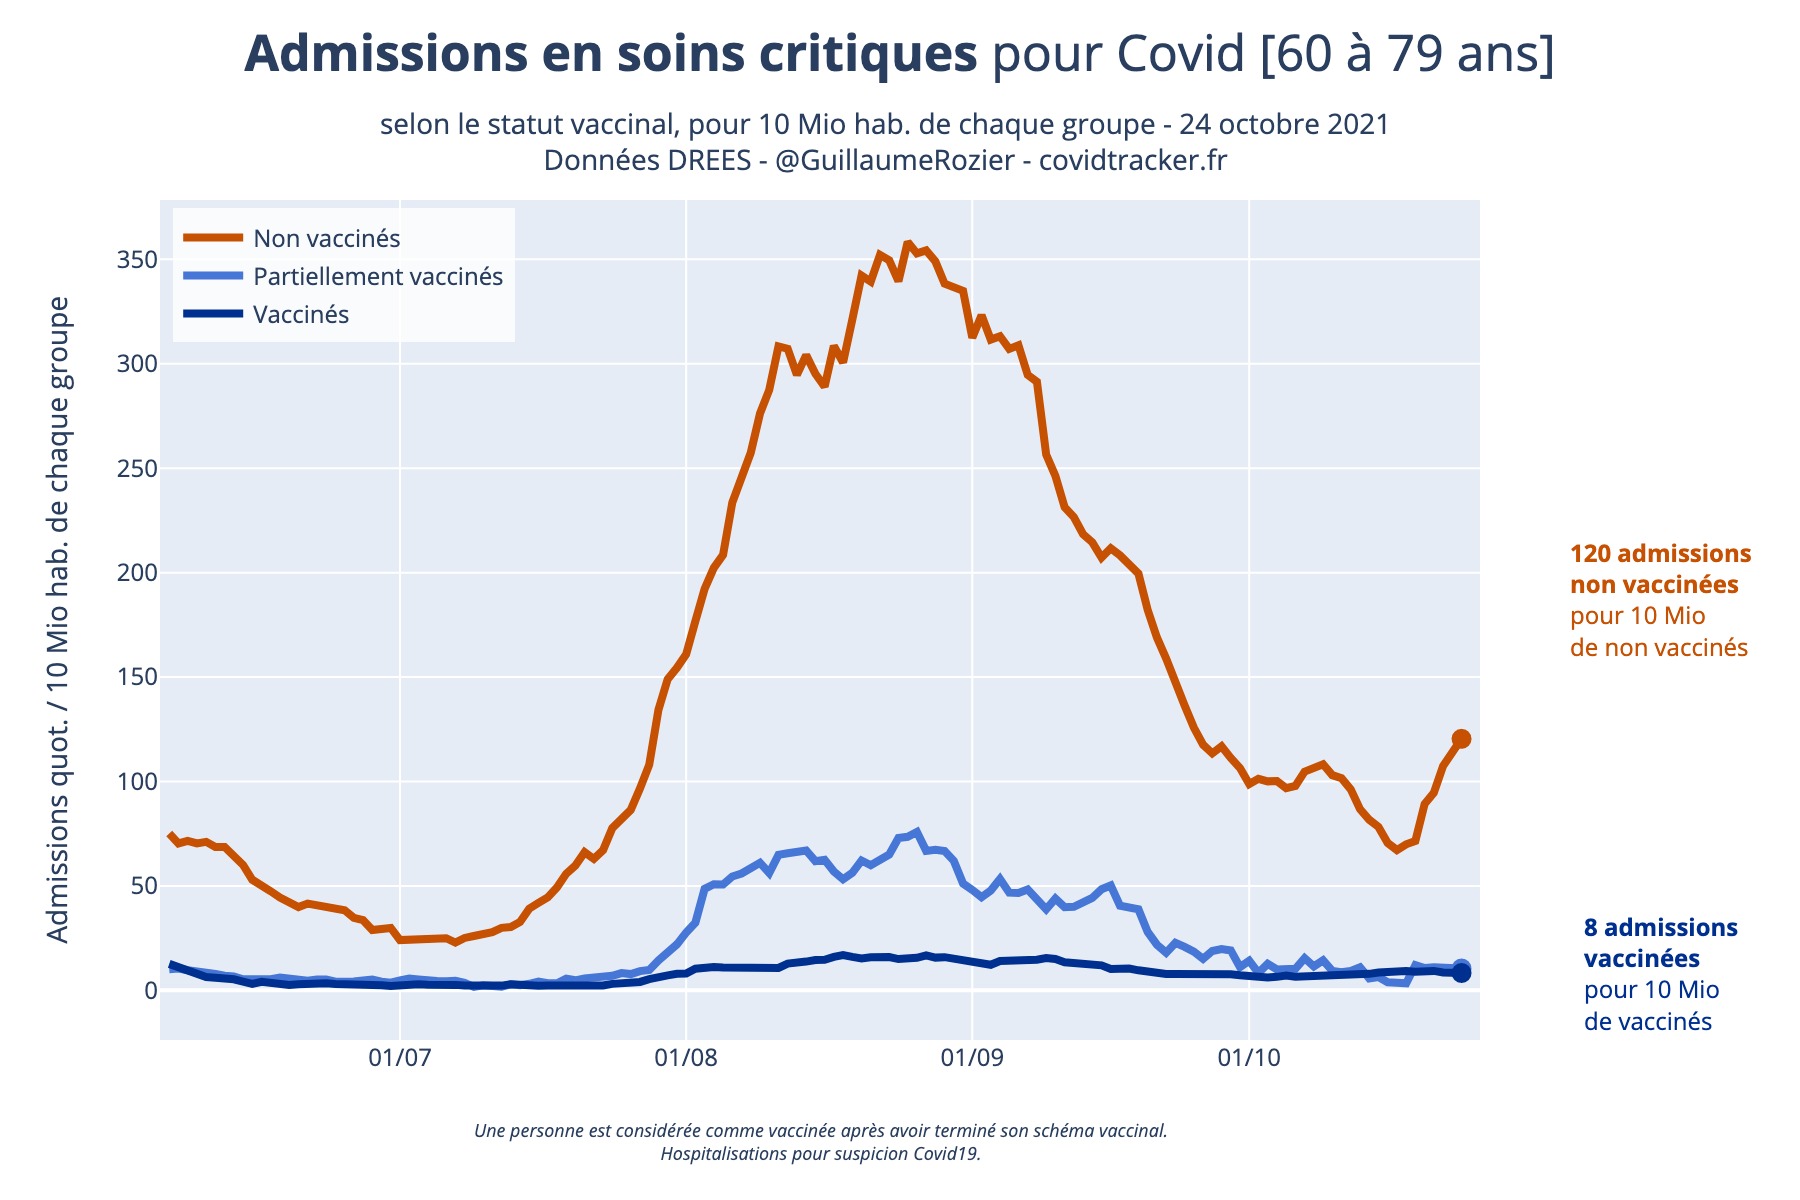 Admissions en soins critiques pour Covid [60 à 79 ans]
selon le statut vaccinal, pour 10 Mio hab. de chaque groupe - 24 octobre 2021
Données DREES - @GuillaumeRozier - covidtracker.fr
Non vaccinés
Partiellement vaccinés
Vaccinés
Admissions quot. / 10 Mio hab. de chaque groupe
350
300
250
200
150
100
50
0
01/07
01/08
01/09
01/10
120 admissions
non vaccinées
pour 10 Mio
de non vaccinés
8 admissions
vaccinées
pour 10 Mio
de vaccinés
Une personne est considérée comme vaccinée après avoir terminé son schéma vaccinal.
Hospitalisations pour suspicion Covid19.